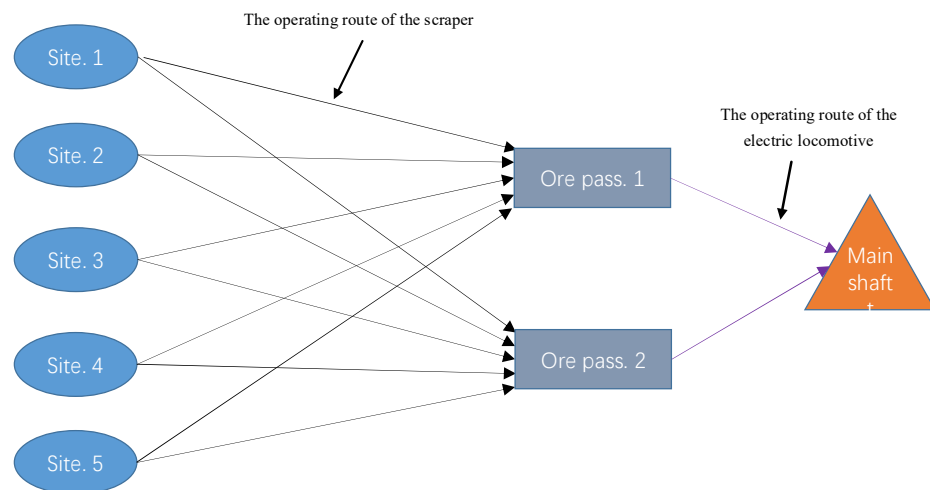 The operating route of the scraper
Site. 1
The operating route of the
electric locomotive
Site. 2
Ore pass. 1
Site. 3
Main
shaft
t
Site. 4
Ore pass. 2
Site. 5